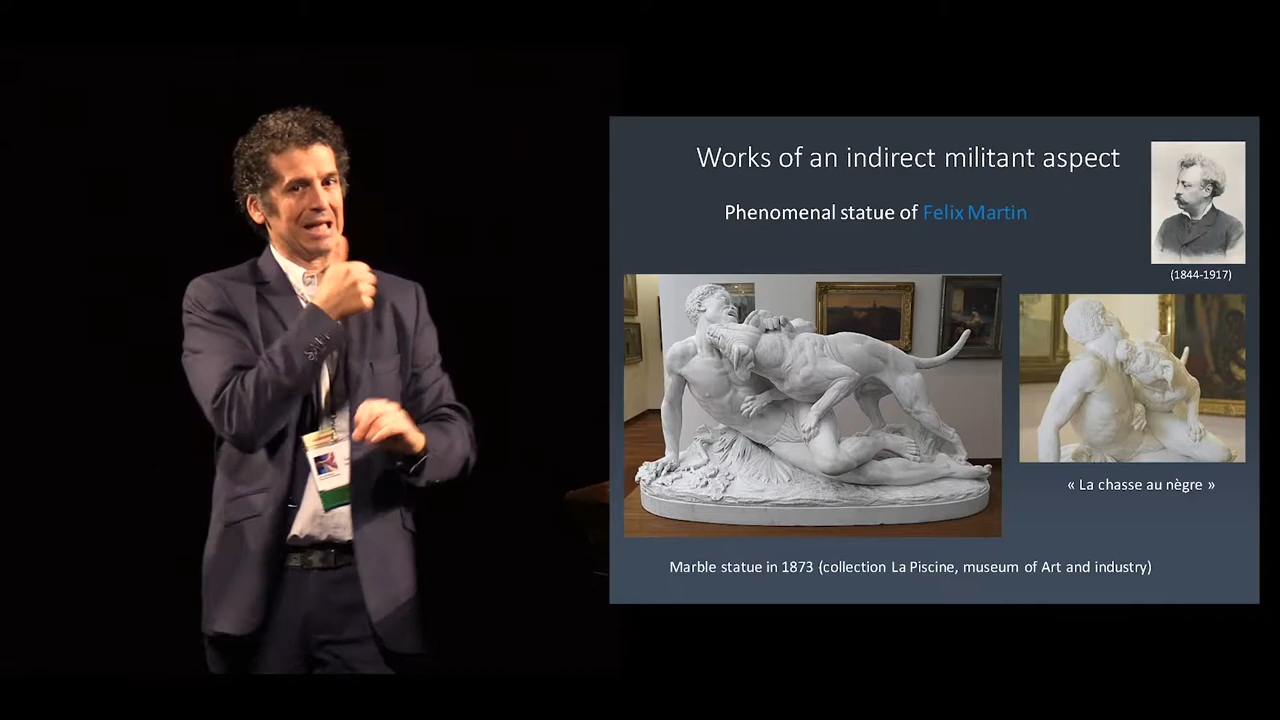 Works of an indirect militant aspect
Phenomenal statue of Felix Martin
(1844-1917)
« La chasse au nègre »
Marble statue in 1873 (collection La Piscine, museum of Art and industry)